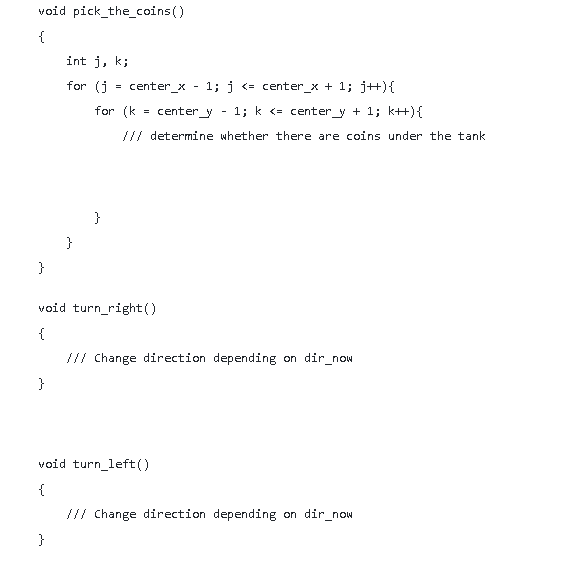 void pick_the_coins()
{
    int j, k;
    for (j = center_x - 1; j <= center_x + 1; j++){
        for (k = center_y - 1; k <= center_y + 1; k++){
            /// determine whether there are coins under the tank
        }
    }
}
void turn_right()
{
    /// Change direction depending on dir_now
}
void turn_left()
{
    /// Change direction depending on dir_now
}